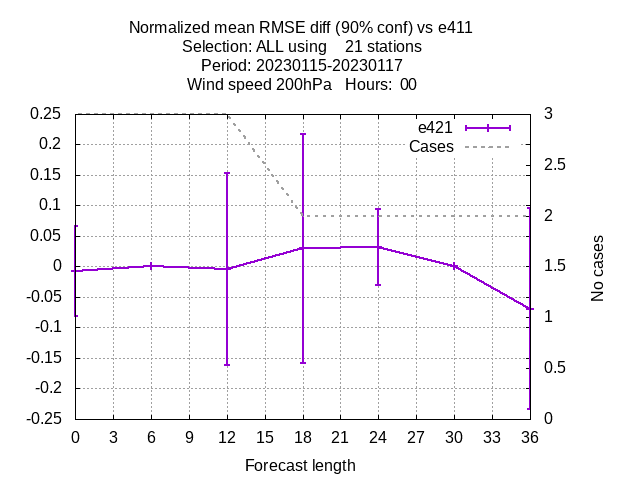 Normalized mean RMSE diff (90% conf) vs e411
Selection: ALL using    21 stations
Period: 20230115-20230117
Wind speed 200hPa   Hours:  00
e421
Cases
0.25
0.2
0.15
0.1
0.05
0
-0.05
-0.1
-0.15
-0.2
-0.25
3
2.5
2
1.5
1
0.5
0
No cases
0 3 6 9 12 15 18 21 24 27 30 33 36
Forecast length